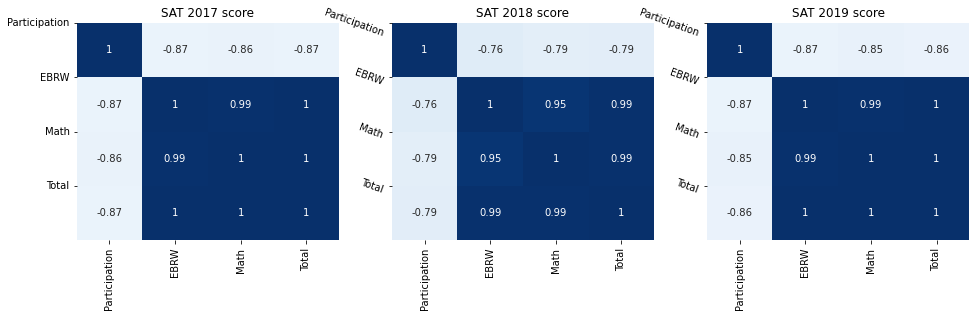 SAT 2017 score
Participation
EBRW
Math
Total
1 -0.87 -0.86 -0.87
-0.87 1 0.99 1
-0.86 0.99 1 1
-0.87 1 1 1
Participation
EBRW
Math
Total
SAT 2018 score
Participation
EBRW
Math
Total
1 -0.76 -0.79 -0.79
-0.76 1 0.95 0.99
-0.79 0.95 1 0.99
-0.79 0.99 0.99 1
Participation
EBRW
Math
Total
SAT 2019 score
Participation
EBRW
Math
Total
1 -0.87 -0.85 -0.86
-0.87 1 0.99 1
-0.85 0.99 1 1
-0.86 1 1 1
Participation
EBRW
Math
Total